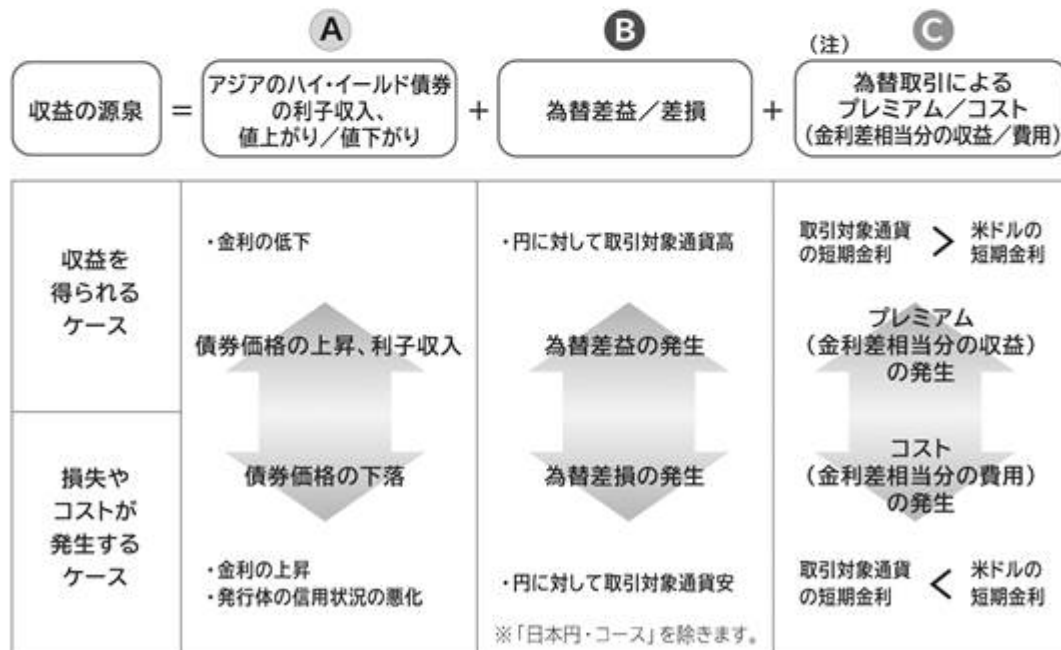 A
B
(注)
C
収益の源泉
=
アジアのハイ・イールド債券
の利子収入、
値上がり/値下がり
+
為替差益/差損
+
為替取引による
プレミアム/コスト
(金利差相当分の収益/費用)
収益を
得られる
ケース
・金利の低下
債券価格の上昇、利子収入
・円に対して取引対象通貨高
為替差益の発生
取引対象通貨
の短期金利
>
米ドルの
短期金利
プレミアム
(金利差相当分の収益)
の発生
損失や
コストが
発生する
ケース
債券価格の下落
・金利の上昇
・発行体の信用状況の悪化
為替差損の発生
・円に対して取引対象通貨安
※「日本円・コース」を除きます。
コスト
(金利差相当分の費用)
の発生
取引対象通貨
の短期金利
<
米ドルの
短期金利